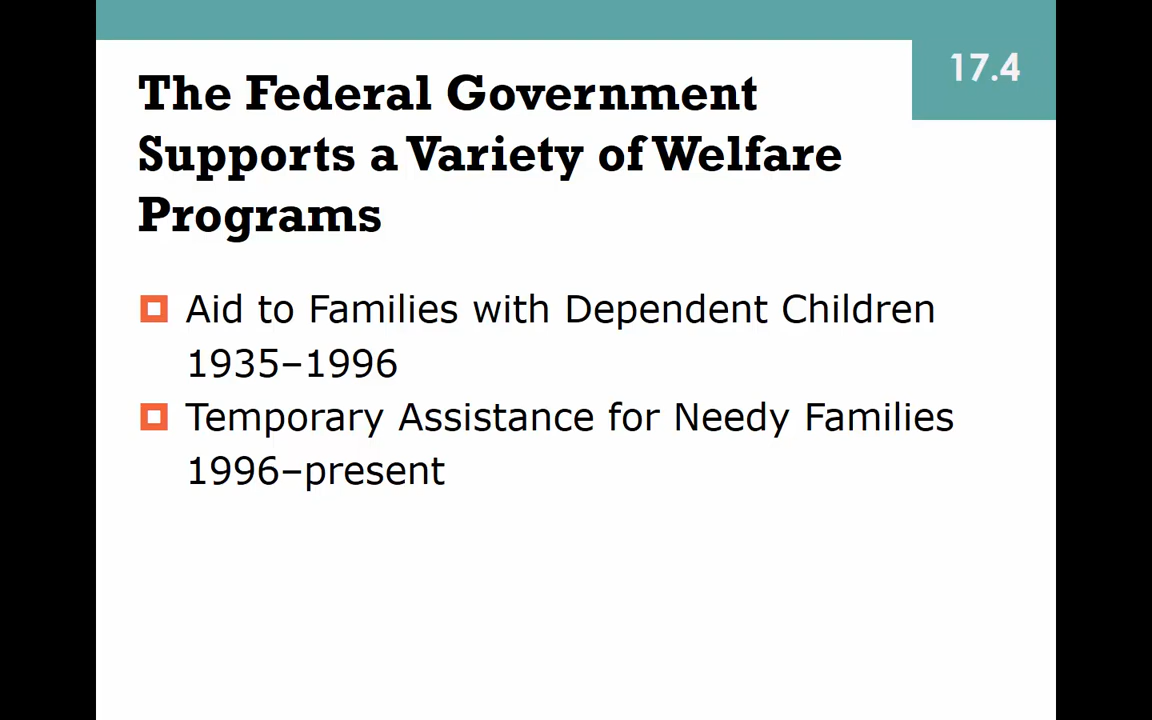 17.4
The Federal Government
Supports a Variety of Welfare
Programs
Aid to Families with Dependent Children
1935–1996
Temporary Assistance for Needy Families
1996–present